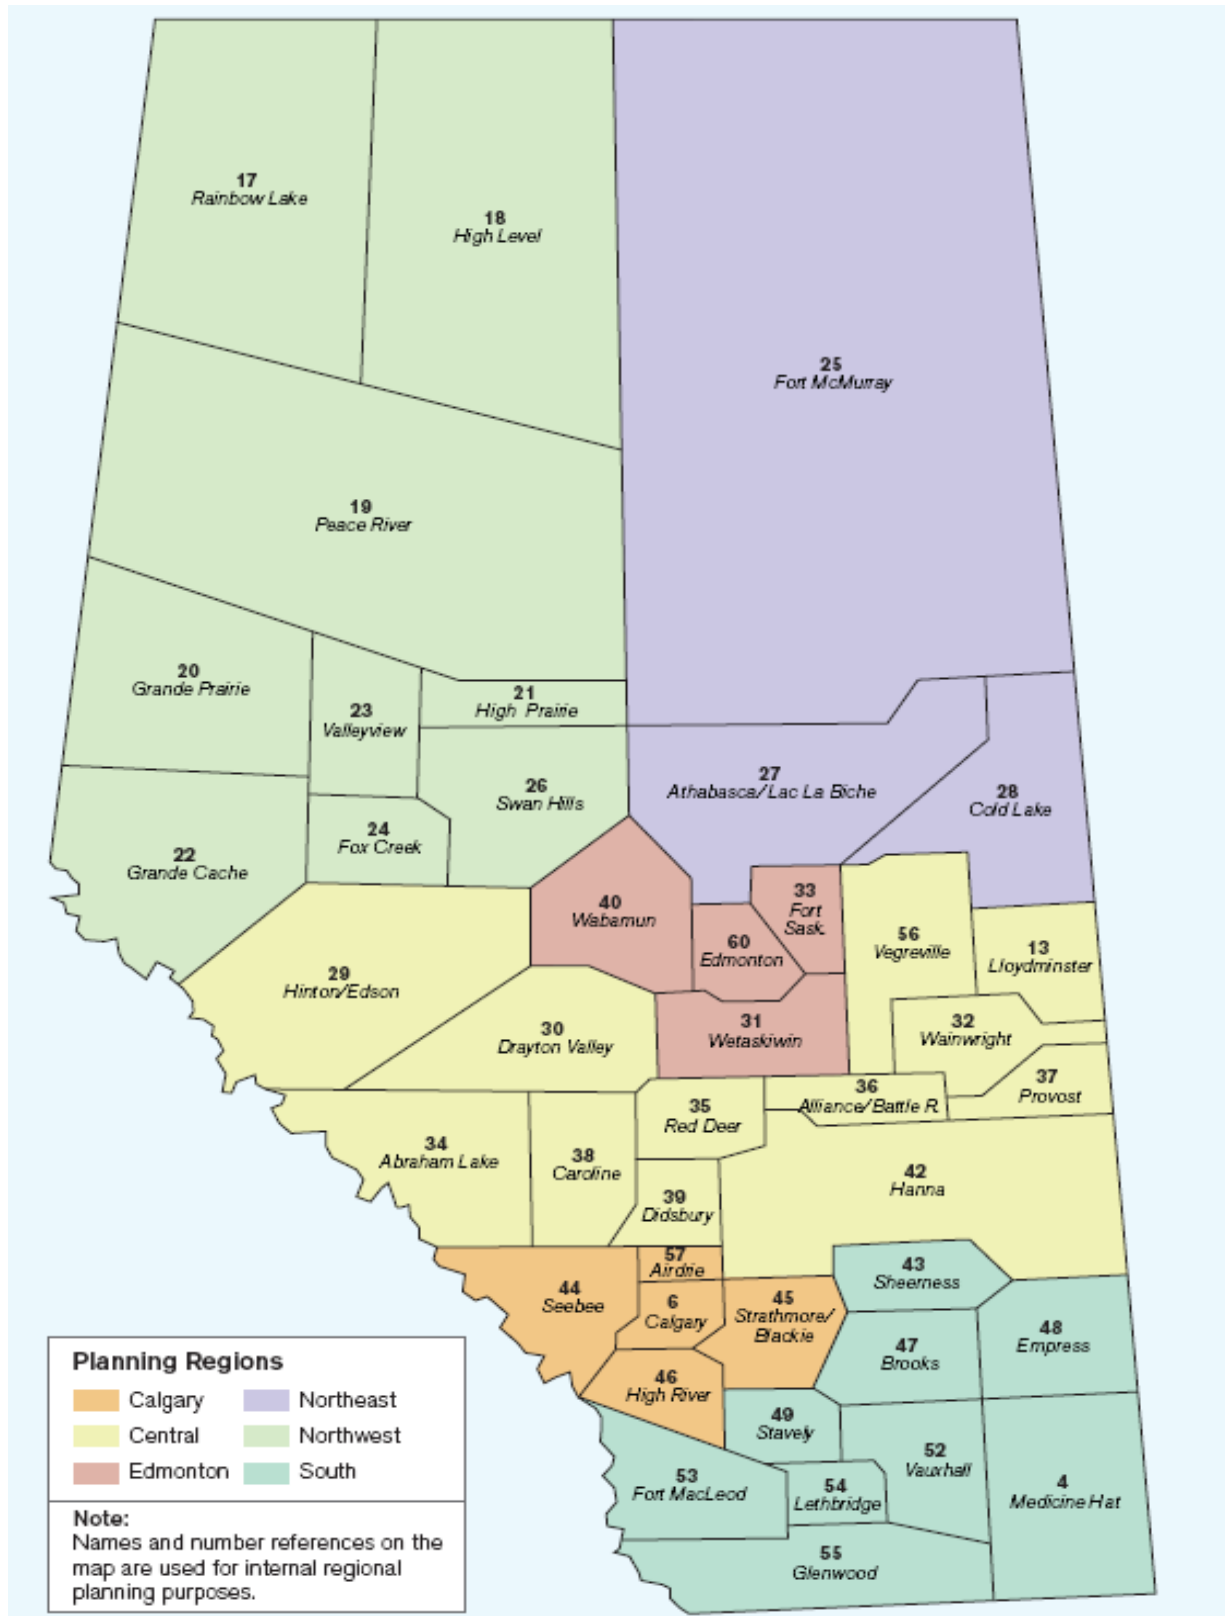 17
Rainbow Lake
18
High Level
25
Fort McMurray
19
Peace River
20
Grande Prairie
23
Valleyview
21
High Prairie
26
Swan Hills
27
Athabasca/Lac La Biche
28
Cold Lake
22
Grande Cache
24
Fox Creek
40
Wabamun
33
Fort
Sask.
60
Edmonton
56
Vegreville
13
Lloydminster
29
Hinton/Edson
30
Drayton Valley
31
Wetaskiwin
32
Wainwright
36
Alliance/Battle R.
37
Provost
35
Red Deer
34
Abraham Lake
38
Caroline
39
Didsbury
42
Hanna
57
Airdrie
44
Seebee
6
Calgary
45
Strathmore/
Blackie
43
Sheerness
47
Brooks
48
Empress
46
High River
49
Stavely
52
Vauxhall
53
Fort MacLeod
54
Lethbridge
4
Medicine Hat
55
Glenwood
Planning Regions
Calgary Northeast
Central Northwest
Edmonton South
Note:
Names and number references on the
map are used for internal regional
planning purposes.